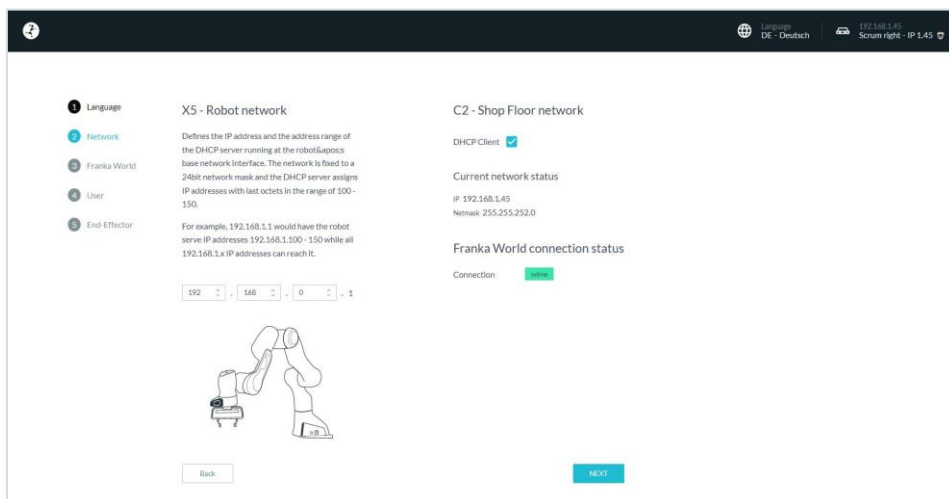 Language
DE - Deutsch
192.168.1.45
Scrum right - IP 1.45
1 Language
2 Network
3 Franka World
4 User
5 End-Effector
X5 - Robot network
Defines the IP address and the address range of
the DHCP server running at the robot&apos;s
base network interface. The network is fixed to a
24bit network mask and the DHCP server assigns
IP addresses with last octets in the range of 100 -
150.
For example, 192.168.1.1 would have the robot
serve IP addresses 192.168.1.100 - 150 while all
192.168.1.x IP addresses can reach it.
192 . 168 . 0 . 1
Back
C2 - Shop Floor network
DHCP Client
Current network status
IP 192.168.1.45
Netmask 255.255.252.0
Franka World connection status
Connection online
NEXT